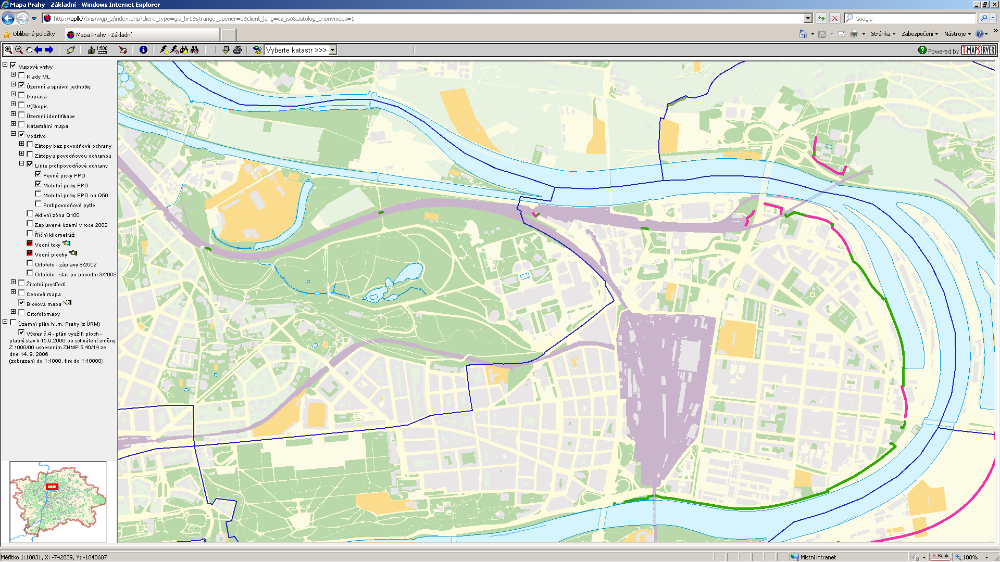 Mapa Prahy - Základní - Windows Internet Explorer
http://aplk7/tms/wgp_z/index.php?client_type=gis_hr1&strange_opener=0&client_lang=cz_iso&autolog_anonymous=1
Google
Oblíbené položky
Mapa Prahy - Základní
Stránka
Zabezpečení
Nástroje
1:500
Vyberte katastr >>>
Powered by T-MAPSERVER
Mapové vrstvy
Klady ML
Územní a správní jednotky
Doprava
Výškopis
Územní identifikace
Katastrální mapa
Vodstvo
Zátopy bez povodňové ochrany
Zátopy s povodňovou ochranou
Linie protipovodňové ochrany
Pevné prvky PPO
Mobilní prvky PPO
Mobilní prvky PPO na Q50
Protipovodňové pytle
Aktivní zóna Q100
Zaplavené území v roce 2002
Říční kilometráž
Vodní toky
Vodní plochy
Ortofoto - záplavy 8/2002
Ortofoto - stav po povodni 3/2003
Životní prostředí
Cenová mapa
Bloková mapa
Ortofotomapy
Územní plán hl.m. Prahy (z ÚRM)
Výkres č.4 - plán využití ploch -
platný stav k 15.9.2006 po schválení změny
Z 1000/00 usnesením ZHMP č.40/14 ze
dne 14. 9. 2006
(zobrazení do 1:1000, tisk do 1:10000)
Měřítko 1:10031, X: -742839, Y: -1040607
Místní intranet
S-Rank
100%